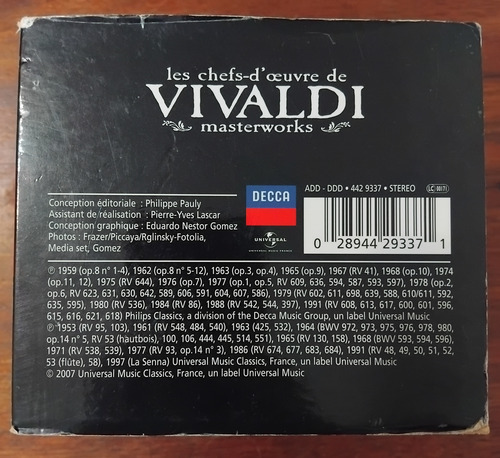 les chefs-d'œuvre de
VIVALDI
masterworks
Conception éditoriale : Philippe Pauly
Assistant de réalisation : Pierre-Yves Lascar
Conception graphique : Eduardo Nestor Gomez
Photos : Frazer/Piccaya/Rglinsky-Fotolia,
Media set, Gomez
DECCA
UNIVERSAL
UNIVERSAL MUSIC FRANCE
ADD - DDD • 442 9337 • STEREO
LC 00171
0 28944 29337 1
℗ 1959 (op.8 n° 1-4), 1962 (op.8 n° 5-12), 1963 (op.3, op.4), 1965 (op.9), 1967 (RV 41), 1968 (op.10), 1974
(op.11, 12), 1975 (RV 644), 1976 (op.7), 1977 (op.1, op.5, RV 609, 636, 594, 587, 593, 597), 1978 (op.2,
op.6, RV 623, 631, 630, 642, 589, 606, 591, 604, 607, 586), 1979 (RV 602, 611, 698, 639, 588, 610/611, 592,
635, 595), 1980 (RV 536), 1984 (RV 86), 1988 (RV 542, 544, 397), 1991 (RV 608, 613, 617, 601, 600, 596,
615, 616, 621, 618) Philips Classics, a division of the Decca Music Group, un label Universal Music
℗ 1953 (RV 95, 103), 1961 (RV 548, 484, 540), 1963 (425, 532), 1964 (BWV 972, 973, 975, 976, 978, 980,
op.14 n° 5, RV 53 (hautbois), 100, 106, 444, 445, 514, 551), 1965 (RV 130, 158), 1968 (BWV 593, 594, 596),
1971 (RV 538, 539), 1977 (RV 93, op.14 n° 3), 1986 (RV 674, 677, 683, 684), 1991 (RV 48, 49, 50, 51, 52,
53 (flûte), 58), 1997 (La Senna) Universal Music Classics, France, un label Universal Music
© 2007 Universal Music Classics, France, un label Universal Music